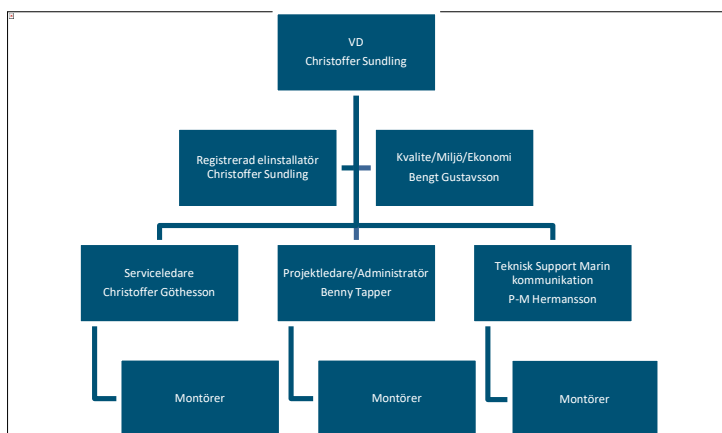 VD
Christoffer Sundling
Registrerad elinstallatör
Christoffer Sundling
Kvalite/Miljö/Ekonomi
Bengt Gustavsson
Serviceledare
Christoffer Göthesson
Projektledare/Administratör
Benny Tapper
Teknisk Support Marin
kommunikation
P-M Hermansson
Montörer
Montörer
Montörer